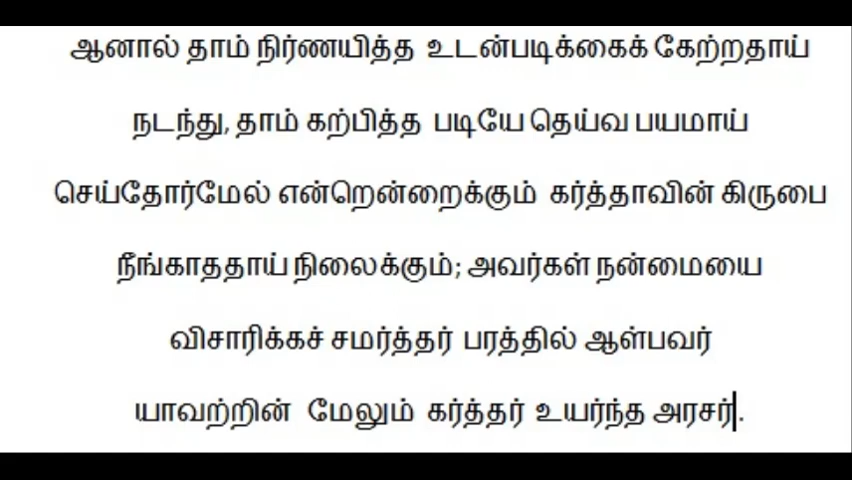 ஆனால் தாம் நிர்ணயித்த உடன்படிக்கைக் கேற்றதாய்
நடந்து, தாம் கற்பித்த படியே தெய்வ பயமாய்
செய்தோர்மேல் என்றென்றைக்கும் கர்த்தாவின் கிருபை
நீங்காததாய் நிலைக்கும்; அவர்கள் நன்மையை
விசாரிக்கச் சமர்த்தர் பரத்தில் ஆள்பவர்
யாவற்றின் மேலும் கர்த்தர் உயர்ந்த அரசர்.